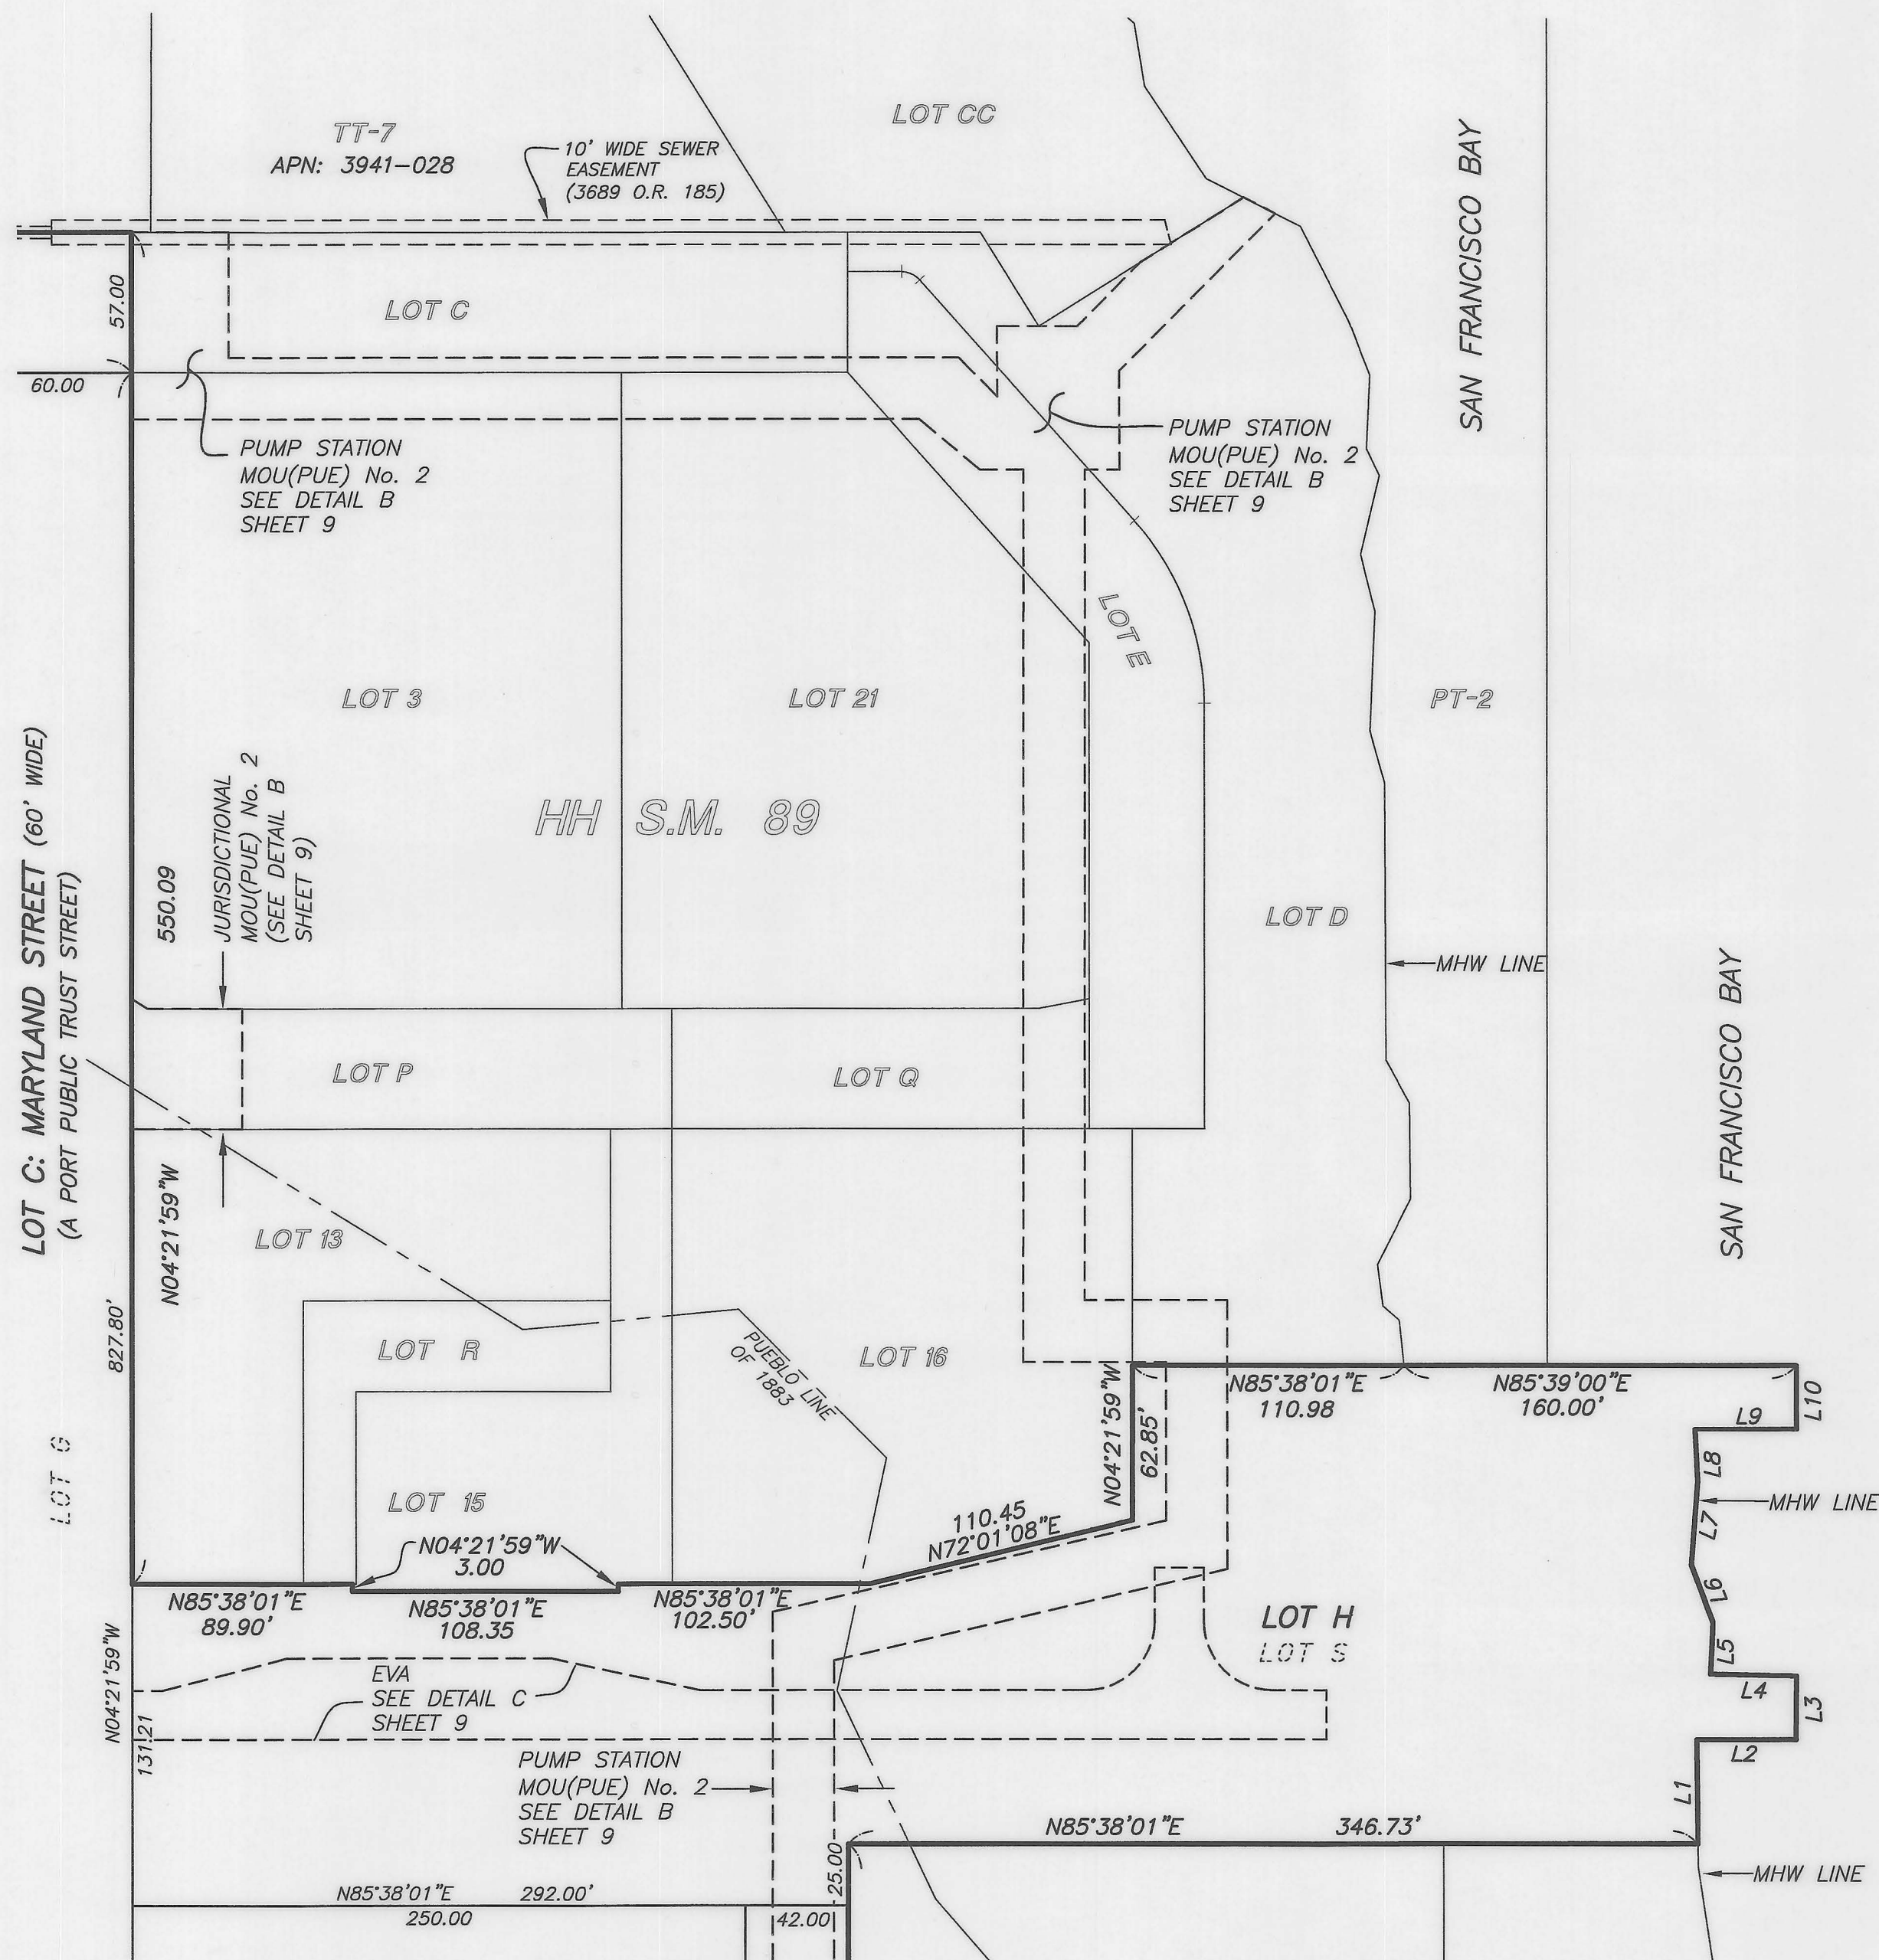 LOT CC
TT-7
APN: 3941-028
10' WIDE SEWER
EASEMENT
(3689 O.R. 185)
SAN FRANCISCO BAY
57.00
LOT C
60.00
PUMP STATION
MOU(PUE) No. 2
SEE DETAIL B
SHEET 9
PUMP STATION
MOU(PUE) No. 2
SEE DETAIL B
SHEET 9
LOT E
LOT 3
LOT 21
PT-2
HH S.M. 89
LOT C: MARYLAND STREET (60' WIDE)
(A PORT PUBLIC TRUST STREET)
550.09
JURISDICTIONAL
MOU(PUE) No. 2
(SEE DETAIL B
SHEET 9)
LOT D
MHW LINE
SAN FRANCISCO BAY
LOT P
LOT Q
N04°21'59"W
LOT 13
827.80'
LOT R
LOT 16
PUEBLO LINE
OF 1883
N04°21'59"W
62.85'
N85°38'01"E
110.98
N85°39'00"E
160.00'
L10
L9
L8
MHW LINE
L7
LOT G
LOT 15
N04°21'59"W
3.00
110.45
N72°01'08"E
L6
N85°38'01"E
89.90'
N85°38'01"E
108.35
N85°38'01"E
102.50'
LOT H
LOT S
L5
N04°21'59"W
131.21
EVA
SEE DETAIL C
SHEET 9
L4
L3
L2
PUMP STATION
MOU(PUE) No. 2
SEE DETAIL B
SHEET 9
L1
N85°38'01"E 346.73'
25.00
MHW LINE
N85°38'01"E 292.00'
250.00
42.00